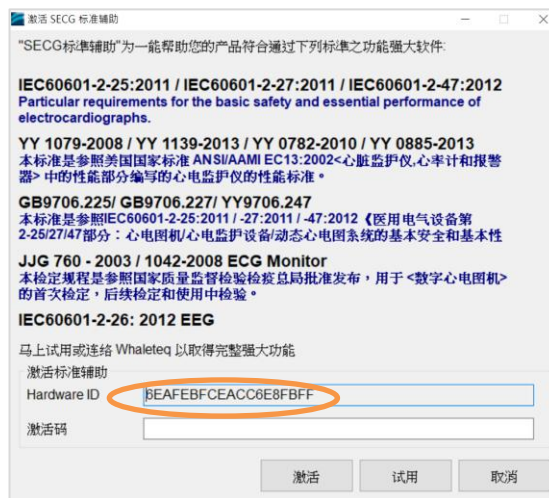 激活 SECG 标准辅助
"SECG标準辅助"为一能帮助您的产品符合通过下列标準之功能强大软件:
IEC60601-2-25:2011 / IEC60601-2-27:2011 / IEC60601-2-47:2012
Particular requirements for the basic safety and essential performance of
electrocardiographs.
YY 1079-2008 / YY 1139-2013 / YY 0782-2010 / YY 0885-2013
本标准是参照美国国家标准 ANSI/AAMI EC13:2002<心脏监护仪,心率计和报警
器> 中的性能部分编写的心电监护仪的性能标准。
GB9706.225/ GB9706.227/ YY9706.247
本标准是参照IEC60601-2-25:2011 / -27:2011 / -47:2012《医用电气设备第
2-25/27/47部分：心电图机/心电监护设备/动态心电图系统的基本安全和基本性
JJG 760 - 2003 / 1042-2008 ECG Monitor
本检定规程是参照国家质量监督检验检疫总局批准发布，用于 <数字心电图机>
的首次检定，后续检定和使用中检验。
IEC60601-2-26: 2012 EEG
马上试用或连络 Whaleteq 以取得完整强大功能
激活标准辅助
Hardware ID 6EAFEBFCEACC6E8FBFF
激活码
激活 试用 取消